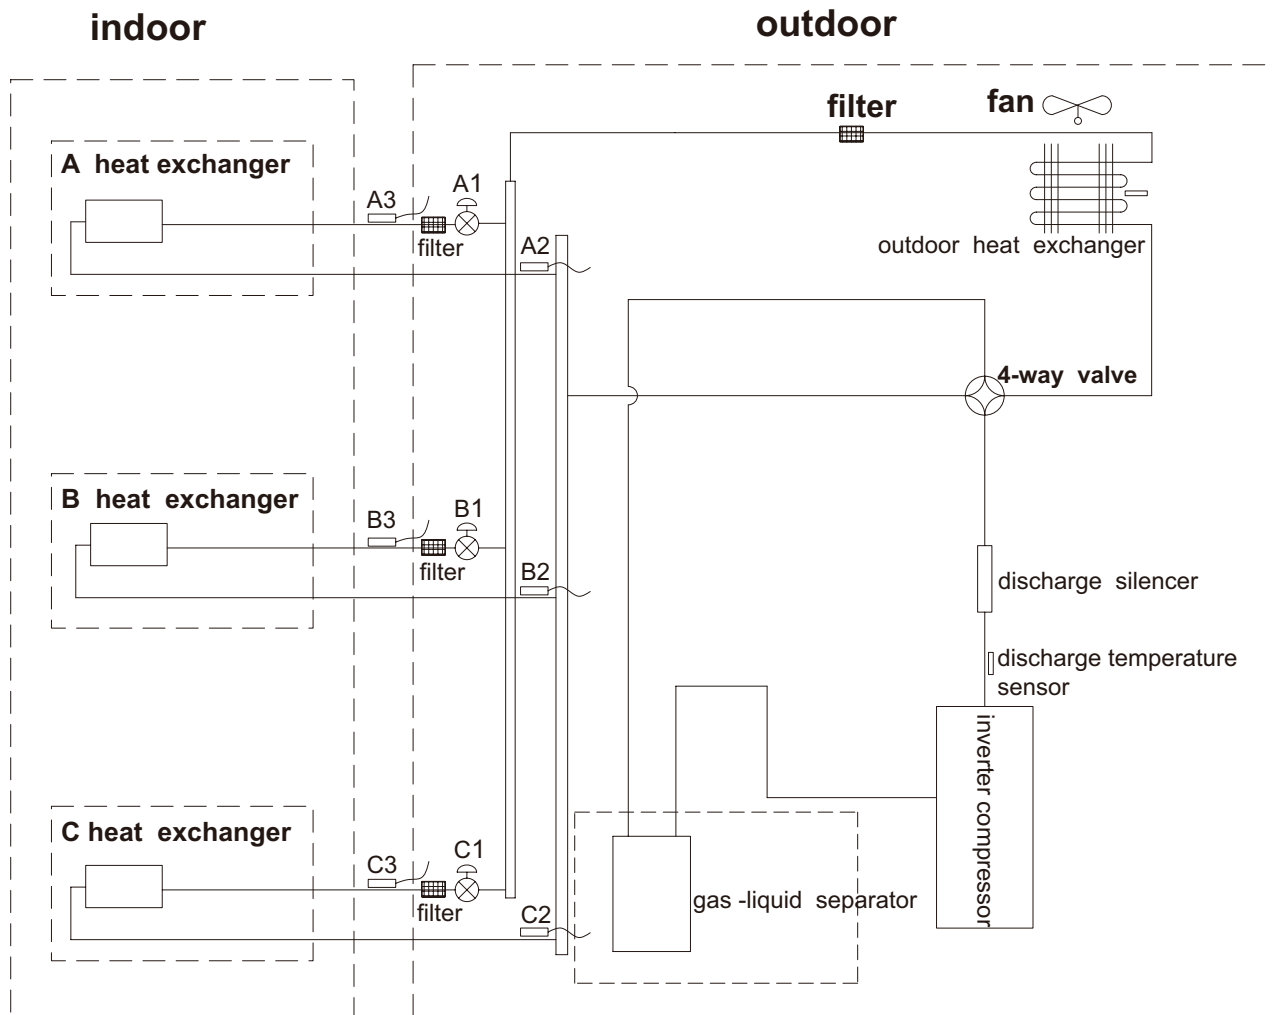 indoor
outdoor
filter
fan
A heat exchanger
A3
A1
filter
A2
outdoor heat exchanger
4-way valve
B heat exchanger
B3
B1
filter
B2
discharge silencer
discharge temperature
sensor
inverter compressor
C heat exchanger
C3
C1
filter
C2
gas -liquid separator